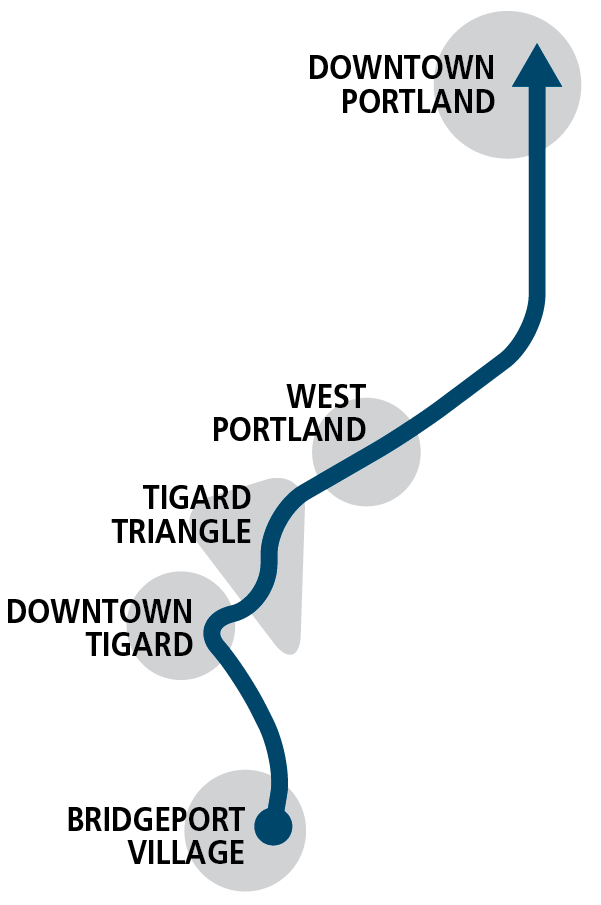 DOWNTOWN
PORTLAND
WEST
PORTLAND
TIGARD
TRIANGLE
DOWNTOWN
TIGARD
BRIDGEPORT
VILLAGE